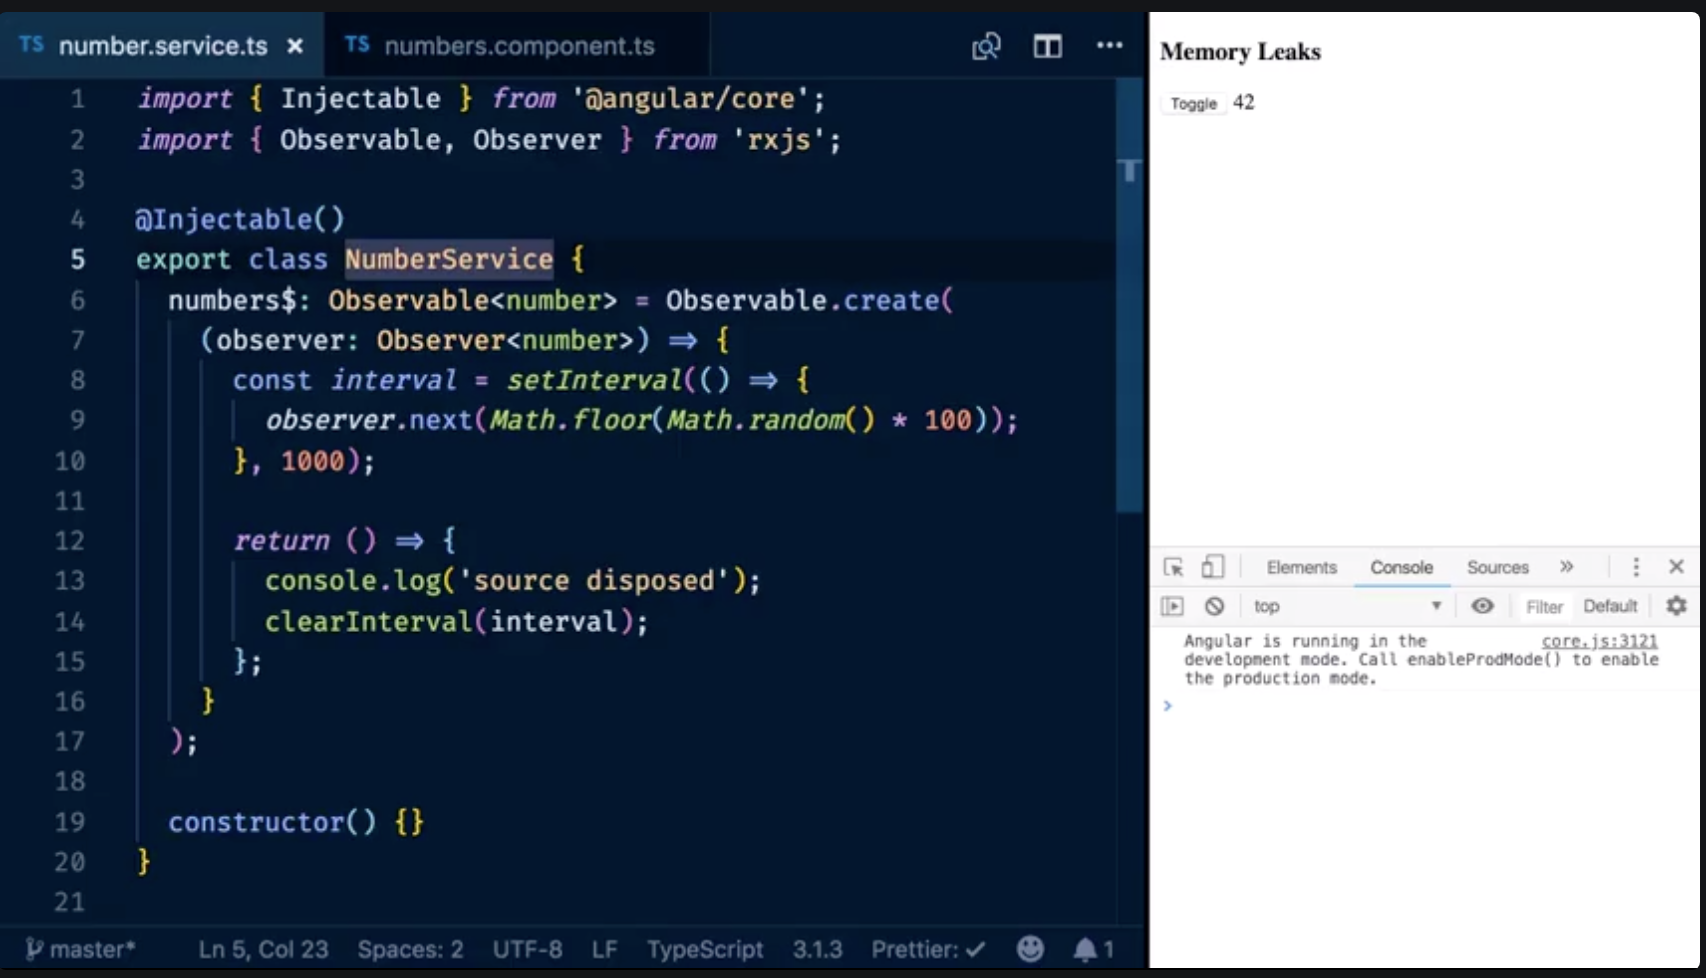 TS number.service.ts ×
TS numbers.component.ts
1 import { Injectable } from '@angular/core';
2 import { Observable, Observer } from 'rxjs';
3
4 @Injectable()
5 export class NumberService {
6 numbers$: Observable<number> = Observable.create(
7 (observer: Observer<number>) => {
8 const interval = setInterval(() => {
9 observer.next(Math.floor(Math.random() * 100));
10 }, 1000);
11
12 return () => {
13 console.log('source disposed');
14 clearInterval(interval);
15 };
16 }
17 );
18
19 constructor() {}
20 }
21
master* Ln 5, Col 23 Spaces: 2 UTF-8 LF TypeScript 3.1.3 Prettier: ✓ 1
Memory Leaks
Toggle 42
Elements Console Sources »
top ▼ Filter Default
Angular is running in the core.js:3121
development mode. Call enableProdMode() to enable
the production mode.
>